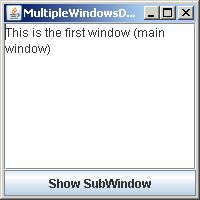 MultipleWindowsD...
This is the first window (main
window)
Show SubWindow